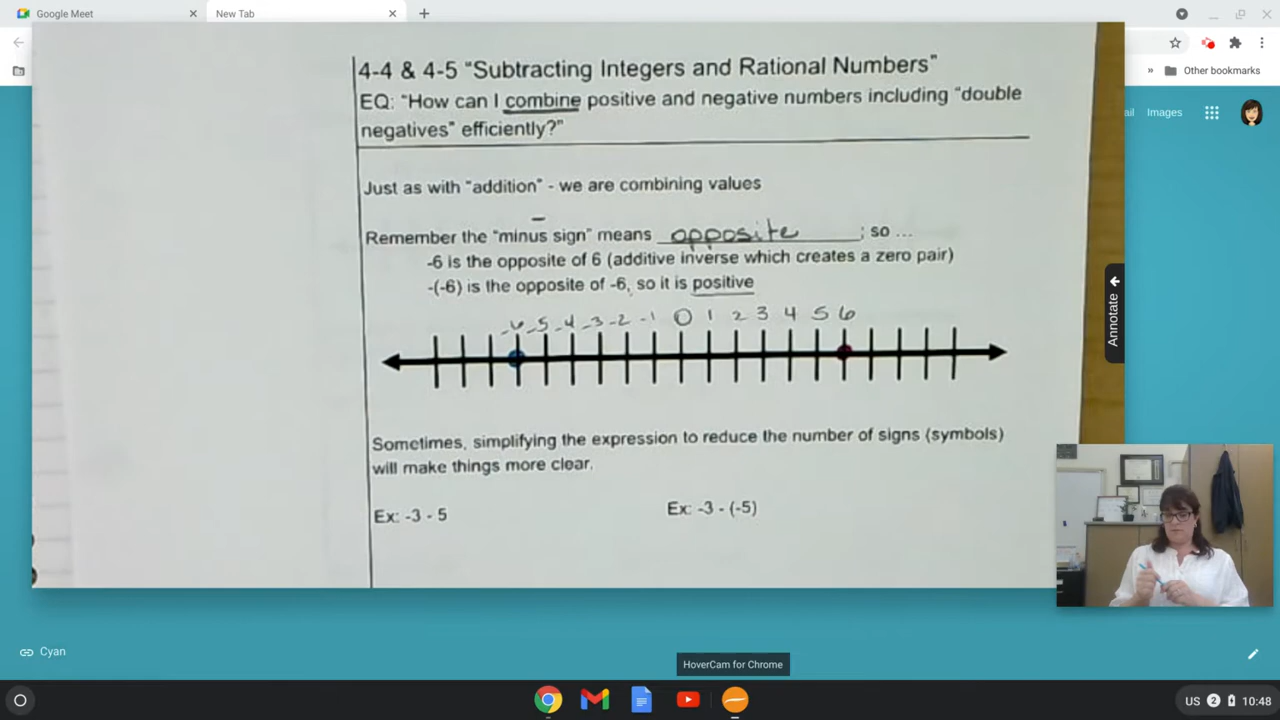 Google Meet
New Tab
Other bookmarks
4-4 & 4-5 "Subtracting Integers and Rational Numbers"
EQ: "How can I combine positive and negative numbers including "double
negatives" efficiently?"
Just as with "addition" - we are combining values
Remember the "minus sign" means opposite ; so ...
-6 is the opposite of 6 (additive inverse which creates a zero pair)
-(-6) is the opposite of -6, so it is positive
-6 -5 -4 -3 -2 -1 0 1 2 3 4 5 6
Sometimes, simplifying the expression to reduce the number of signs (symbols)
will make things more clear.
Ex: -3 - 5
Ex: -3 - (-5)
ail Images
Annotate
Cyan
HoverCam for Chrome
US 2 10:48